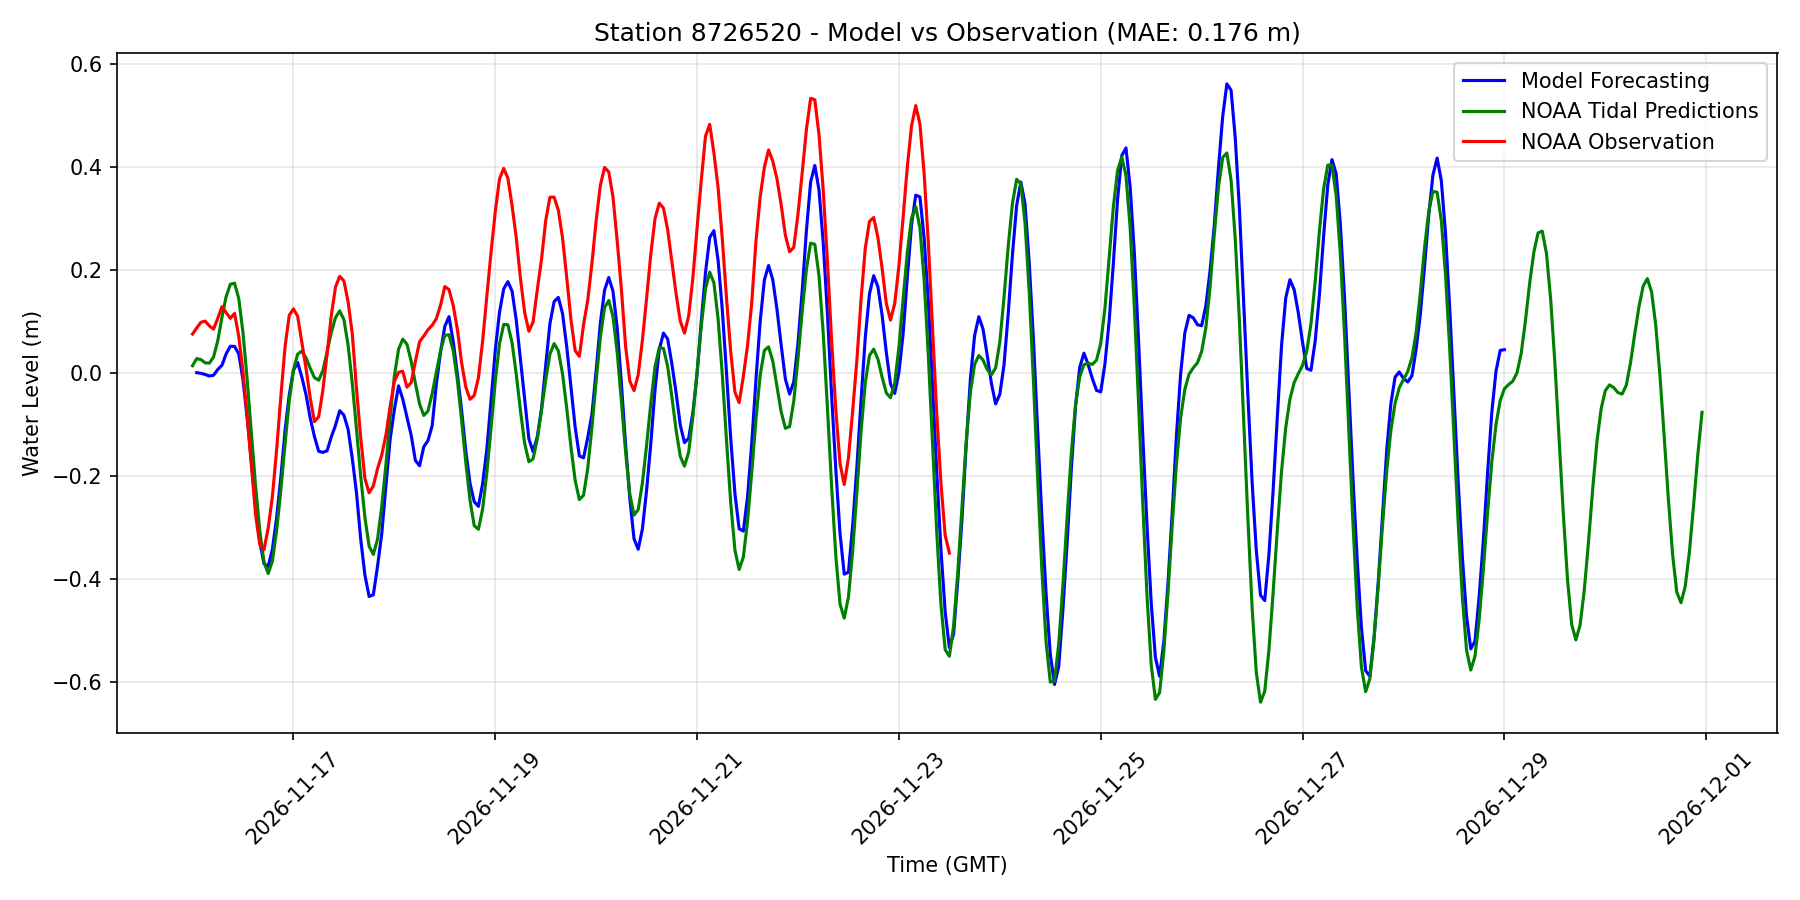 Station 8726520 - Model vs Observation (MAE: 0.176 m)
Model Forecasting
NOAA Tidal Predictions
NOAA Observation
Water Level (m)
0.6
0.4
0.2
0.0
−0.2
−0.4
−0.6
2026-11-17
2026-11-19
2026-11-21
2026-11-23
2026-11-25
2026-11-27
2026-11-29
2026-12-01
Time (GMT)